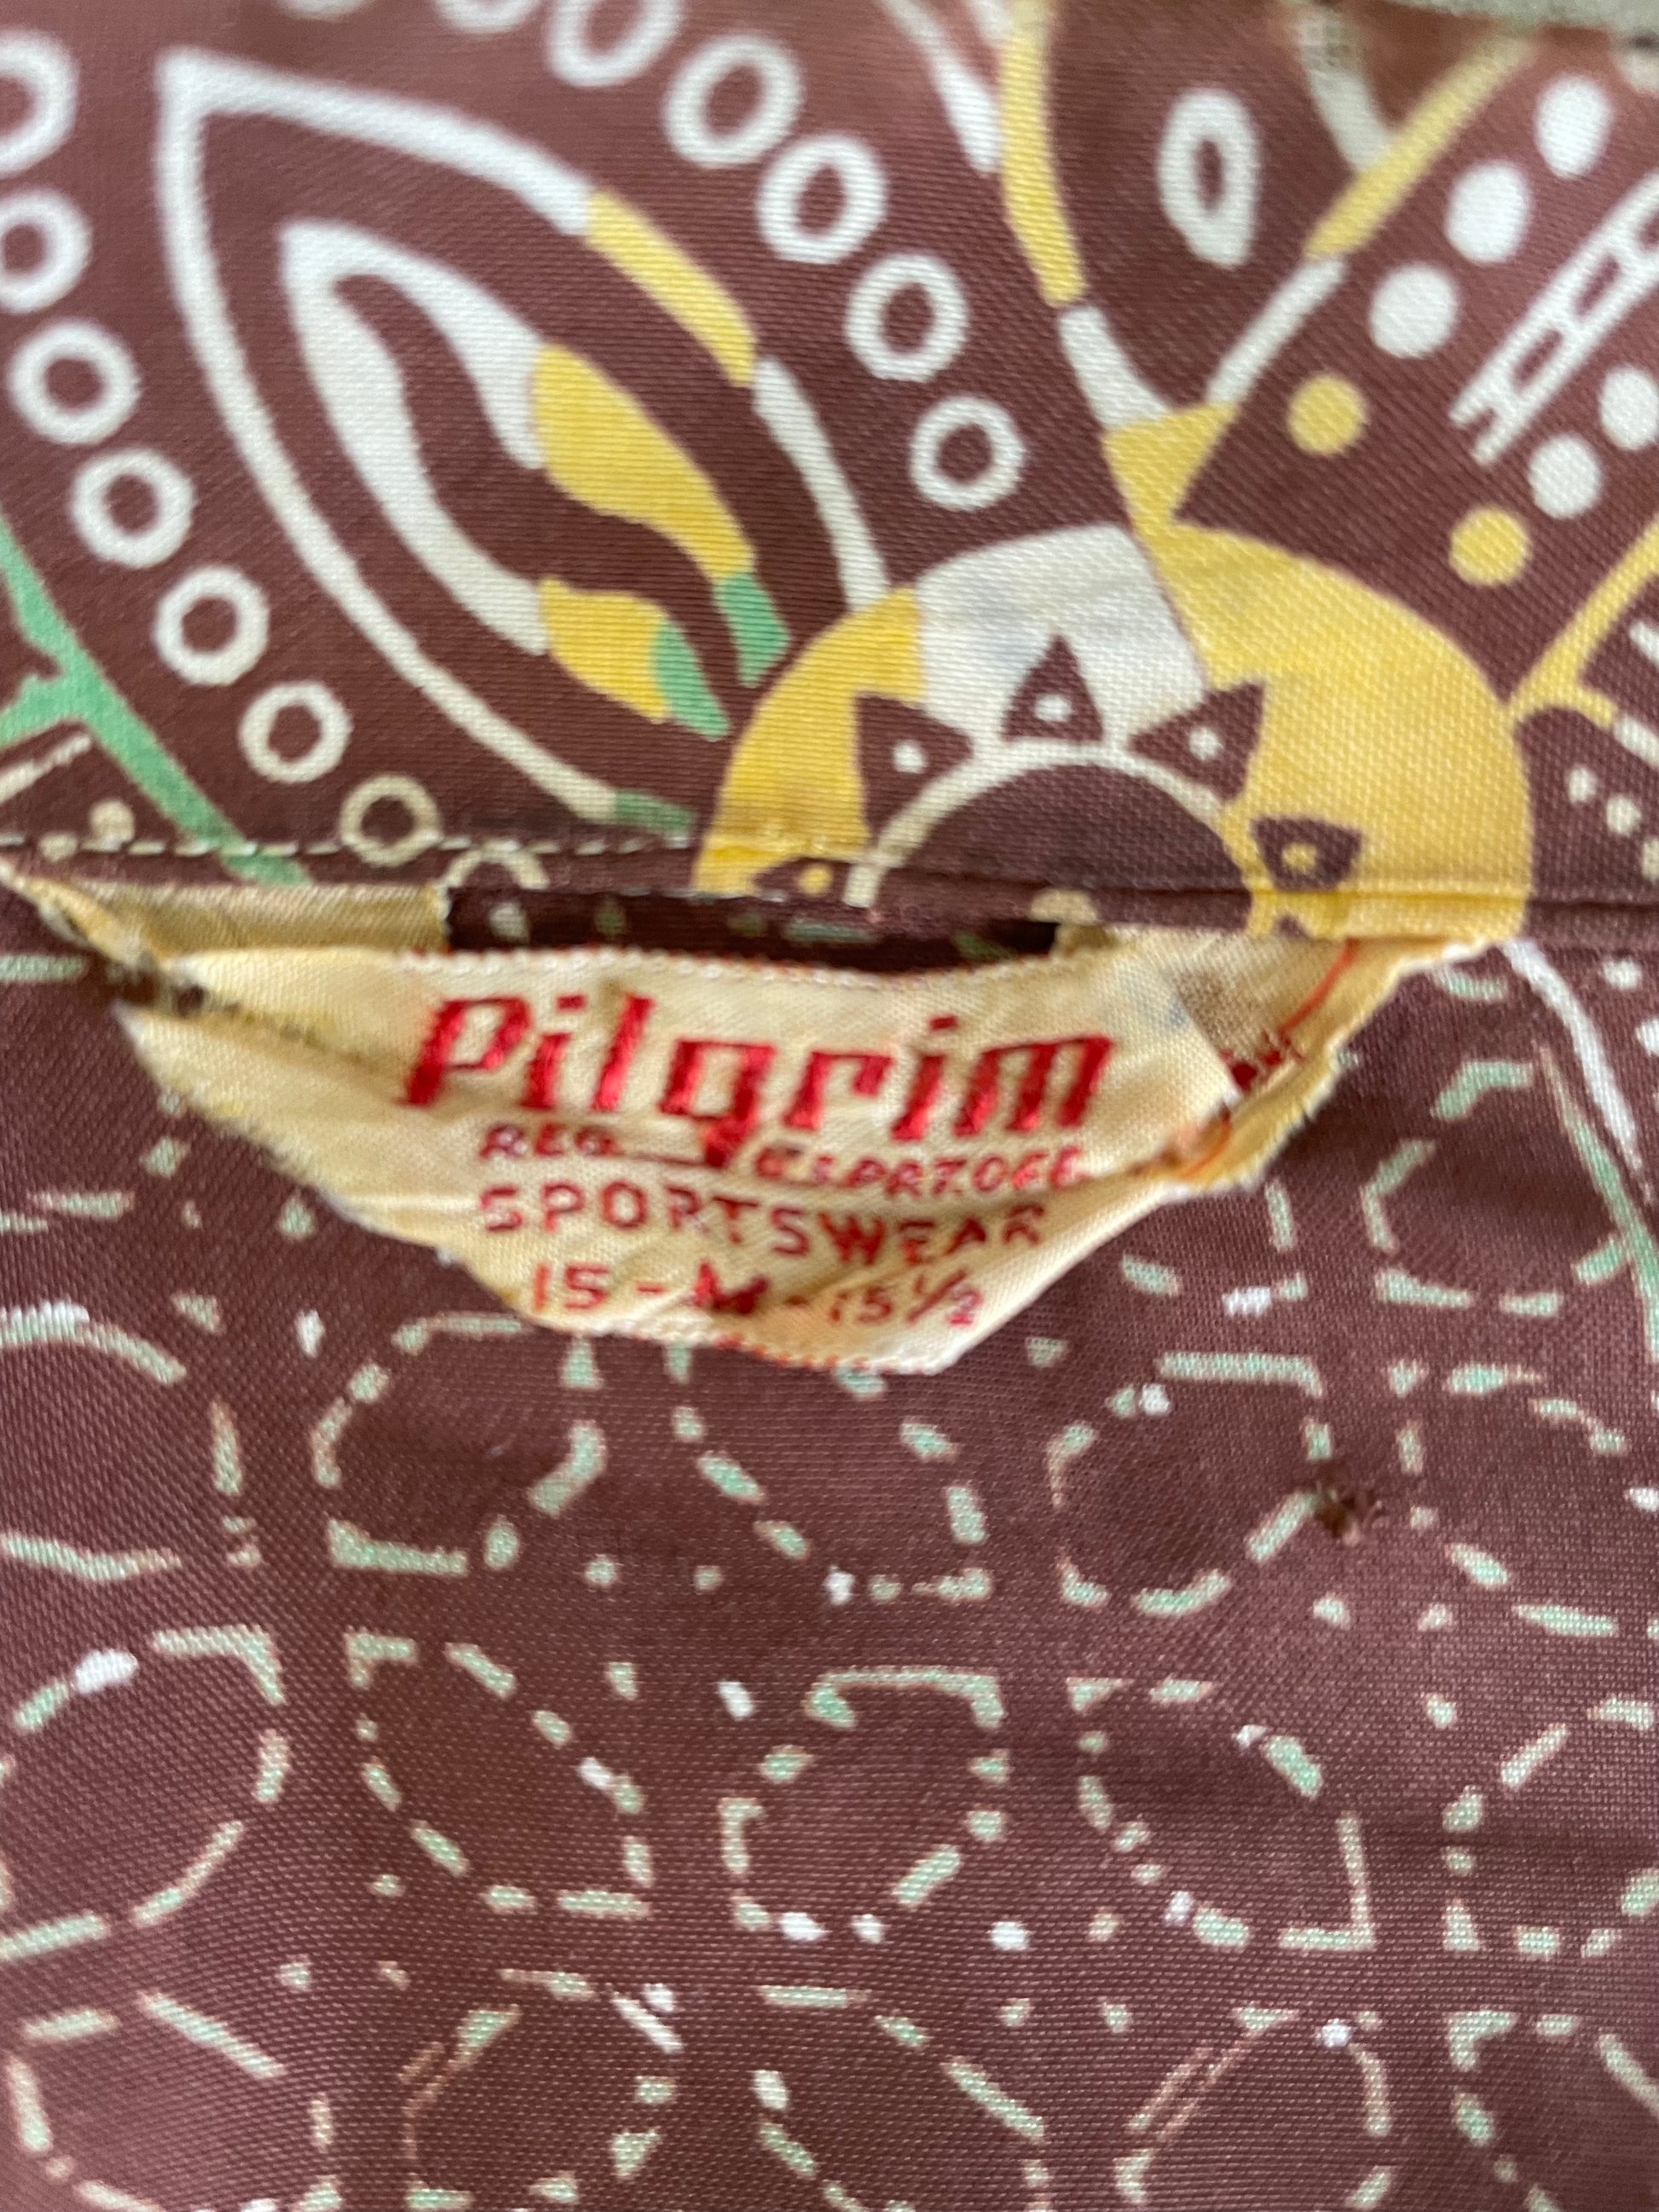 Pilgrim
REG. U.S.PAT.OFF.
SPORTSWEAR
15-M-15½